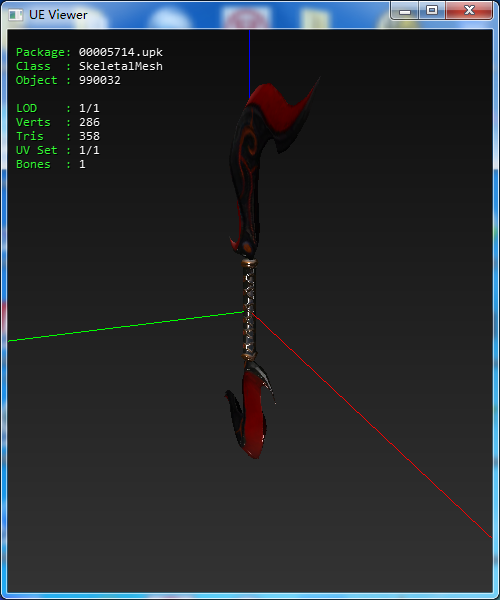 UE Viewer
Package: 00005714.upk
Class : SkeletalMesh
Object : 990032
LOD : 1/1
Verts : 286
Tris : 358
UV Set : 1/1
Bones : 1